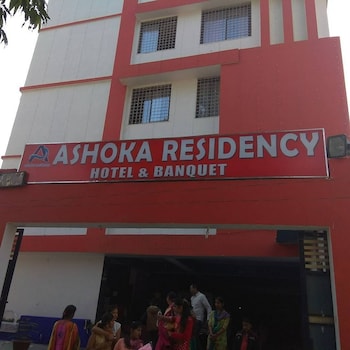 ASHOKA RESIDENCY
HOTEL & BANQUET